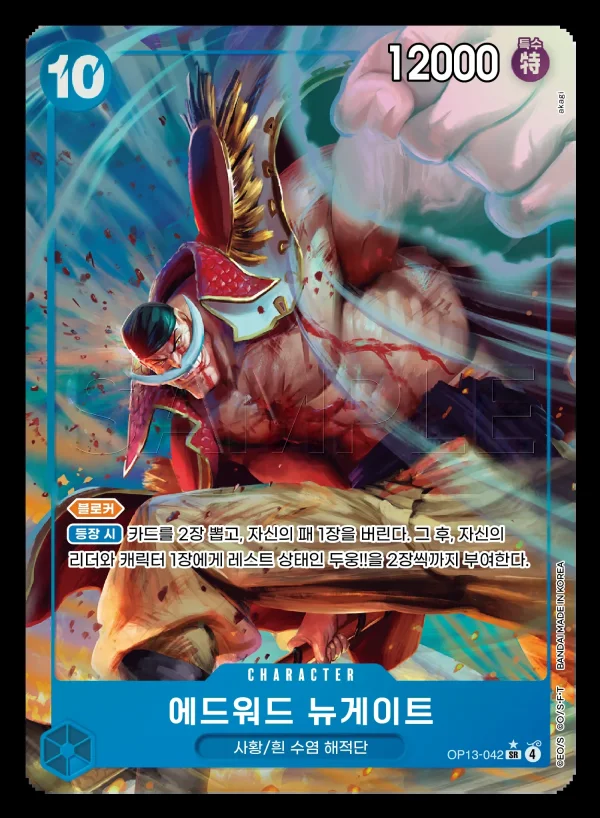 10
12000
특수
特
akagi
SAMPLE
블로커
등장 시 카드를 2장 뽑고, 자신의 패 1장을 버린다. 그 후, 자신의
리더와 캐릭터 1장에게 레스트 상태인 두웅!!을 2장씩까지 부여한다.
CHARACTER
에드워드 뉴게이트
사황/흰 수염 해적단
OP13-042 SR 4
©EO/S ©O/S·F·T BANDAI MADE IN KOREA